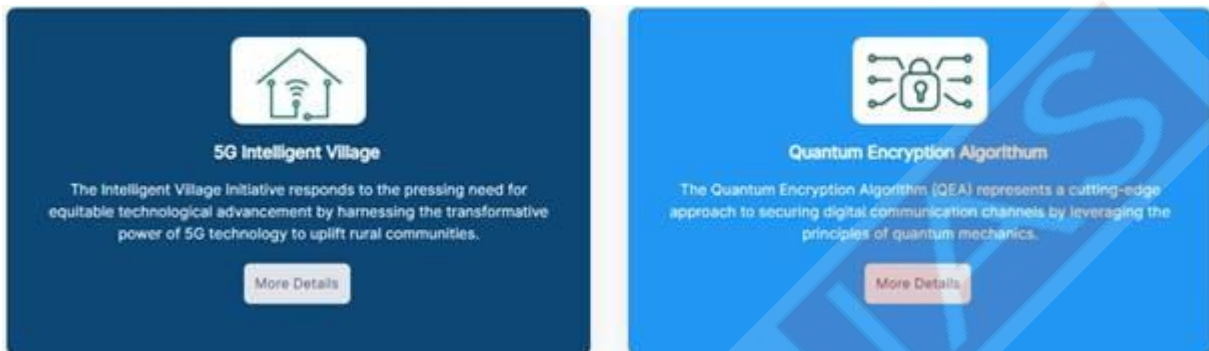 5G Intelligent Village
The Intelligent Village Initiative responds to the pressing need for
equitable technological advancement by harnessing the transformative
power of 5G technology to uplift rural communities.
More Details
Quantum Encryption Algorithum
The Quantum Encryption Algorithm (QEA) represents a cutting-edge
approach to securing digital communication channels by leveraging the
principles of quantum mechanics.
More Details
IAS